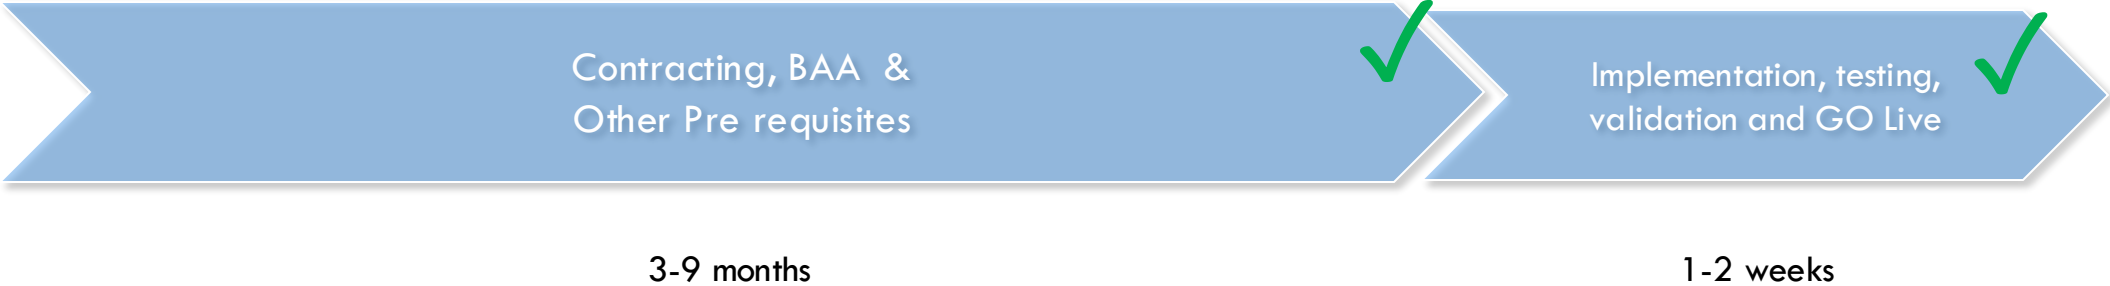 Contracting, BAA &
Other Pre requisites
Implementation, testing,
validation and GO Live
3-9 months
1-2 weeks